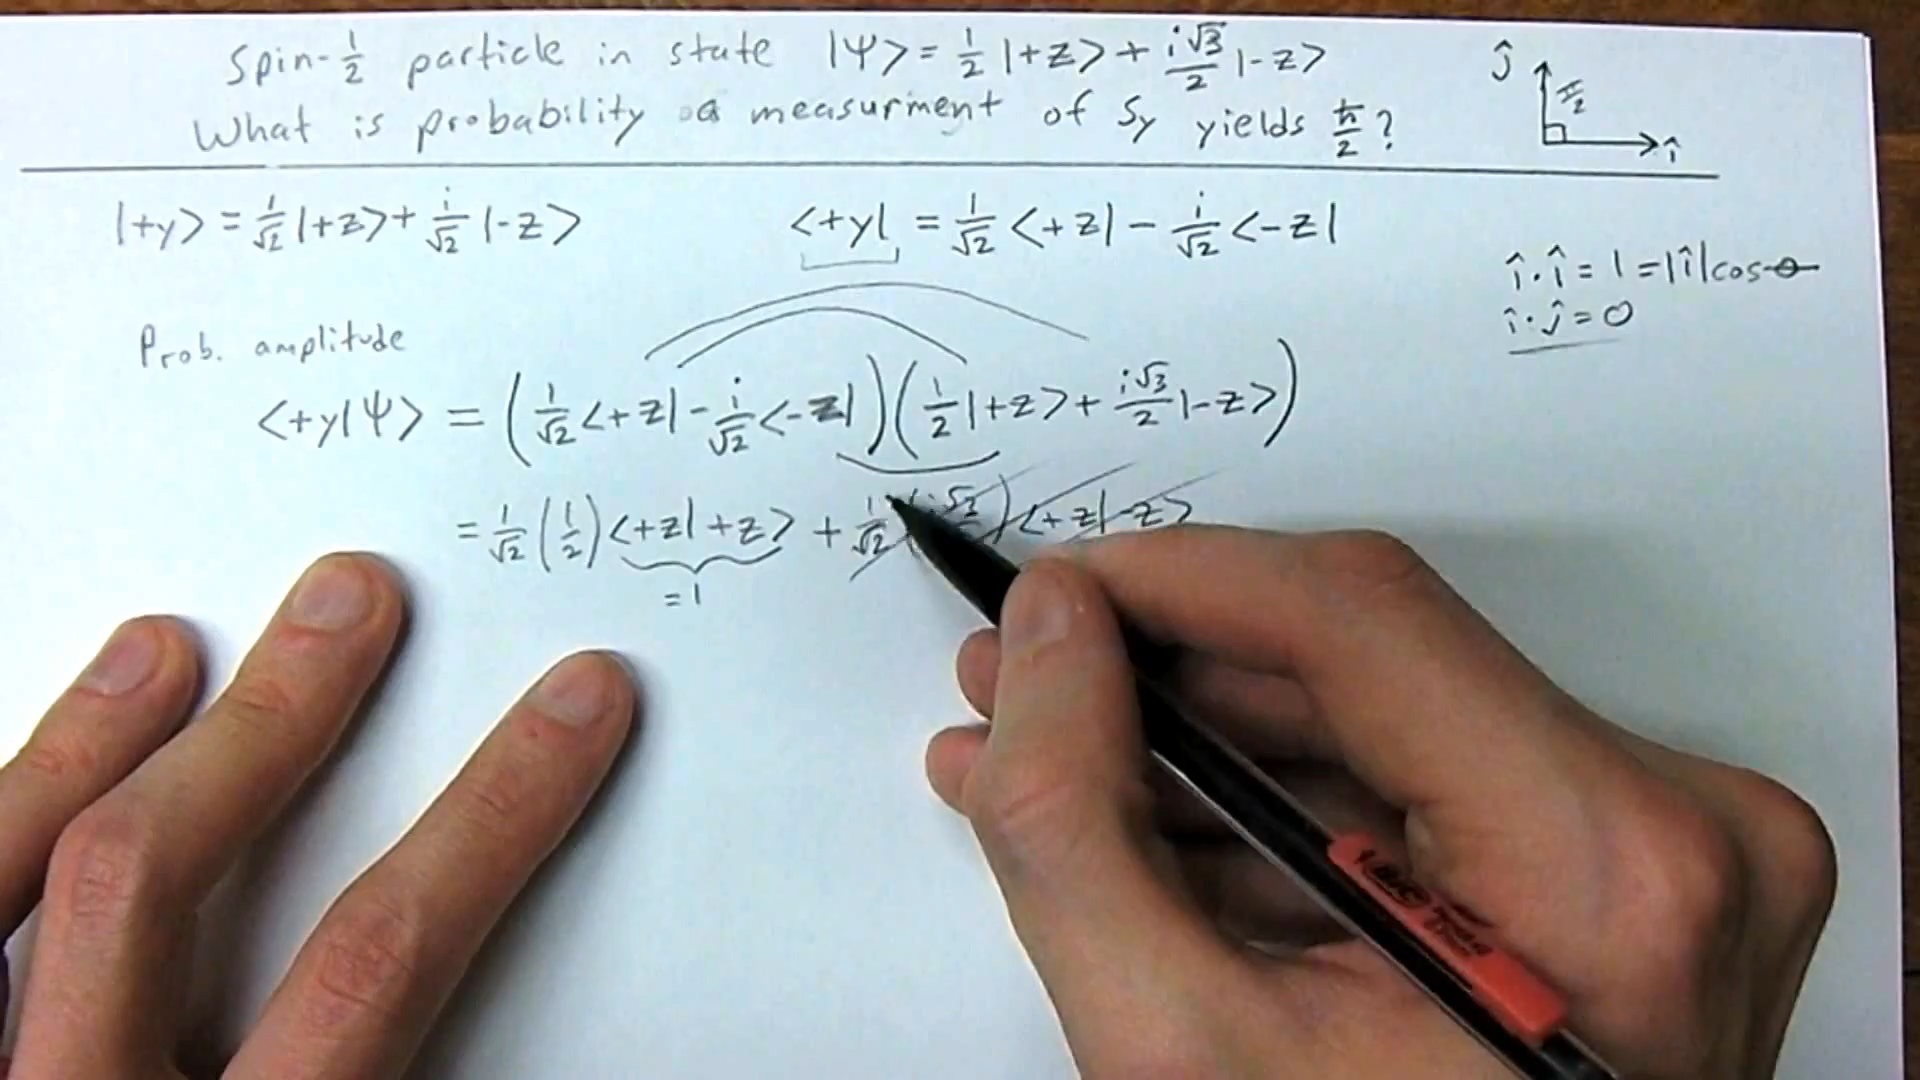 Spin-1/2 particle in state |Ψ> = 1/2 |+z> + i√3/2 |-z>
What is probability a measurment of Sy yields ħ/2 ?
ĵ π/2 î
|+y> = 1/√2 |+z> + i/√2 |-z>
<+y| = 1/√2 <+z| - i/√2 <-z|
î·î = 1 = |î|cosθ
î·ĵ = 0
Prob. amplitude
<+y|Ψ> = (1/√2 <+z| - i/√2 <-z|)(1/2 |+z> + i√3/2 |-z>)
= 1/√2 (1/2) <+z|+z> + 1/√2 (i√3) <+z|-z>
= 1